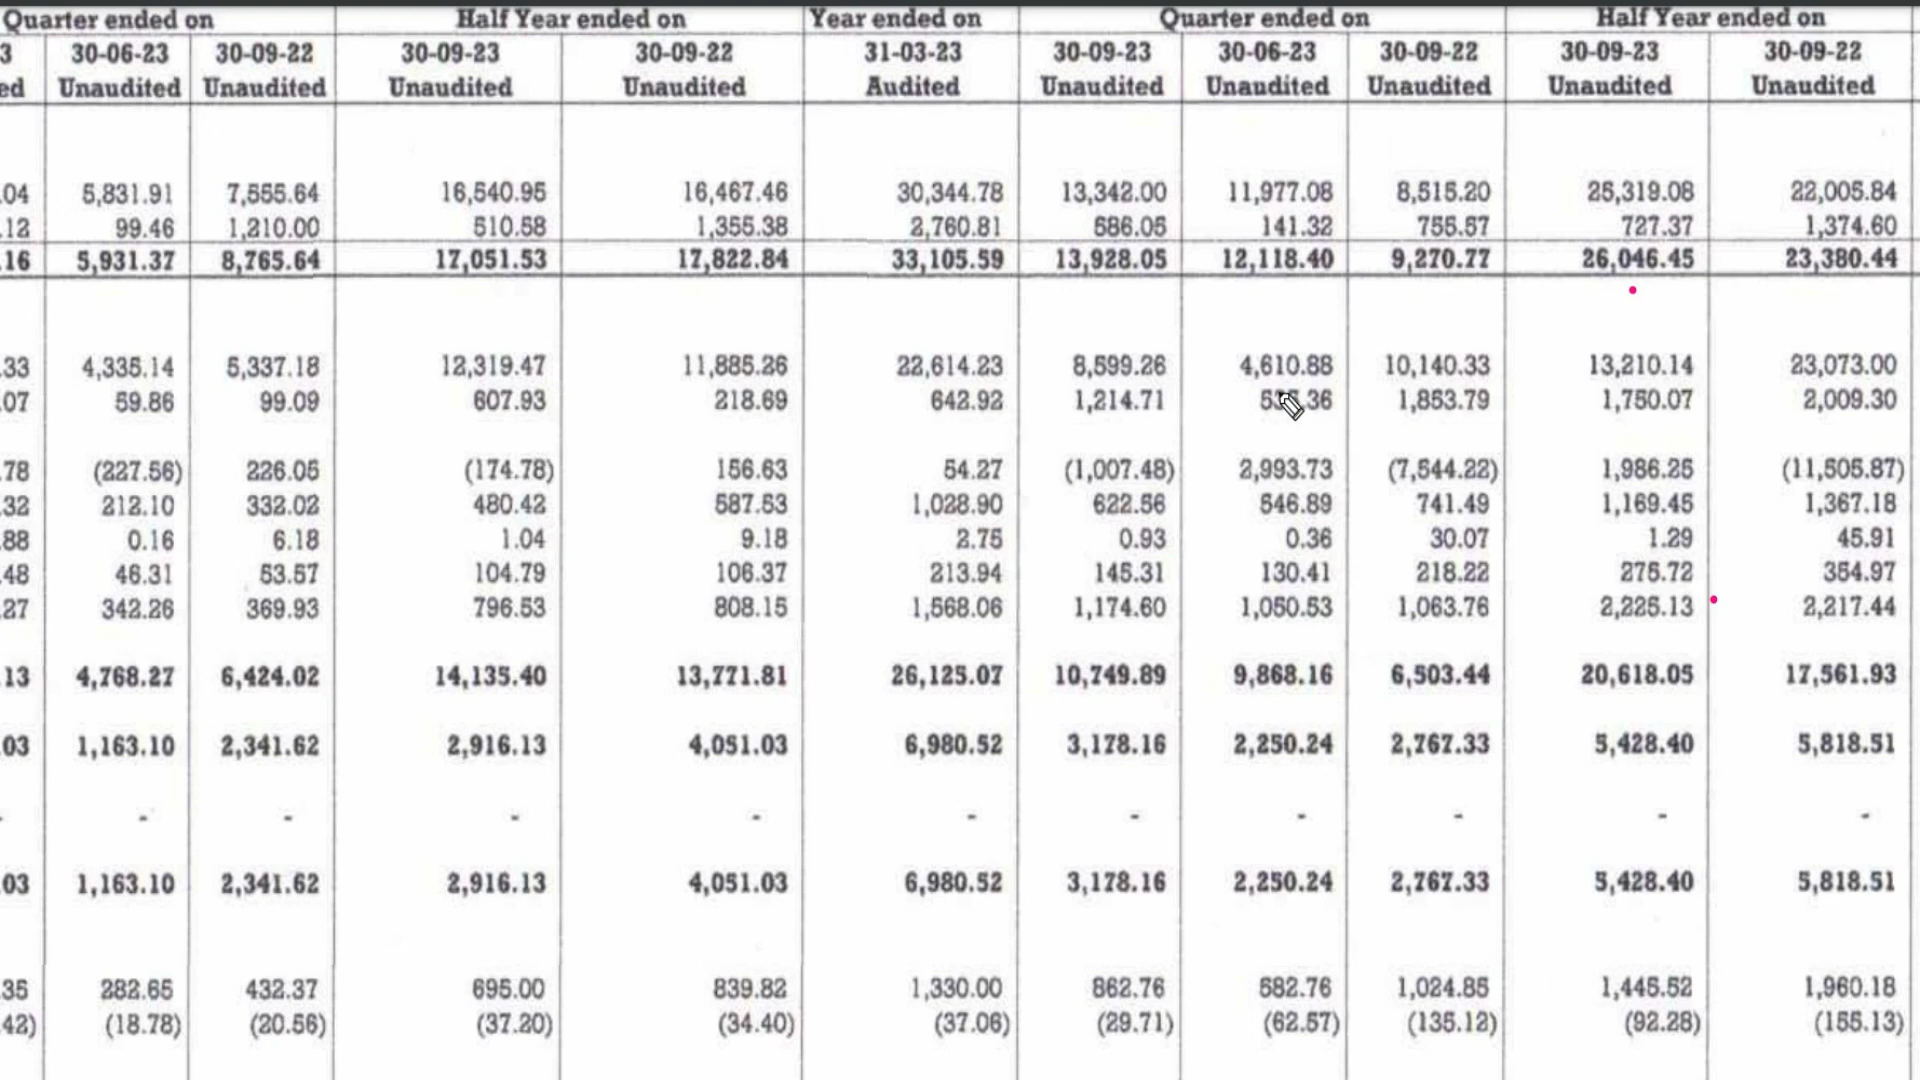 Quarter ended on Half Year ended on Year ended on Quarter ended on Half Year ended on
3 30-06-23 30-09-22 30-09-23 30-09-22 31-03-23 30-09-23 30-06-23 30-09-22 30-09-23 30-09-22
ed Unaudited Unaudited Unaudited Unaudited Audited Unaudited Unaudited Unaudited Unaudited Unaudited
.04 5,831.91 7,555.64 16,540.95 16,467.46 30,344.78 13,342.00 11,977.08 8,515.20 25,319.08 22,005.84
.12 99.46 1,210.00 510.58 1,355.38 2,760.81 586.05 141.32 755.57 727.37 1,374.60
.16 5,931.37 8,765.64 17,051.53 17,822.84 33,105.59 13,928.05 12,118.40 9,270.77 26,046.45 23,380.44
.33 4,335.14 5,337.18 12,319.47 11,885.26 22,614.23 8,599.26 4,610.88 10,140.33 13,210.14 23,073.00
.07 59.86 99.09 607.93 218.69 642.92 1,214.71 1,853.79 1,750.07 2,009.30
.78 (227.56) 226.05 (174.78) 156.63 54.27 (1,007.48) 2,993.73 (7,544.22) 1,986.25 (11,505.87)
.32 212.10 332.02 480.42 587.53 1,028.90 622.56 546.89 741.49 1,169.45 1,367.18
.88 0.16 6.18 1.04 9.18 2.75 0.93 0.36 30.07 1.29 45.91
.48 46.31 53.57 104.79 106.37 213.94 145.31 130.41 218.22 275.72 354.97
.27 342.26 369.93 796.53 808.15 1,568.06 1,174.60 1,050.53 1,063.76 2,225.13 2,217.44
.13 4,768.27 6,424.02 14,135.40 13,771.81 26,125.07 10,749.89 9,868.16 6,503.44 20,618.05 17,561.93
.03 1,163.10 2,341.62 2,916.13 4,051.03 6,980.52 3,178.16 2,250.24 2,767.33 5,428.40 5,818.51
- - - - - - - - - - -
.03 1,163.10 2,341.62 2,916.13 4,051.03 6,980.52 3,178.16 2,250.24 2,767.33 5,428.40 5,818.51
.35 282.65 432.37 695.00 839.82 1,330.00 862.76 582.76 1,024.85 1,445.52 1,960.18
.42) (18.78) (20.56) (37.20) (34.40) (37.06) (29.71) (62.57) (135.12) (92.28) (155.13)